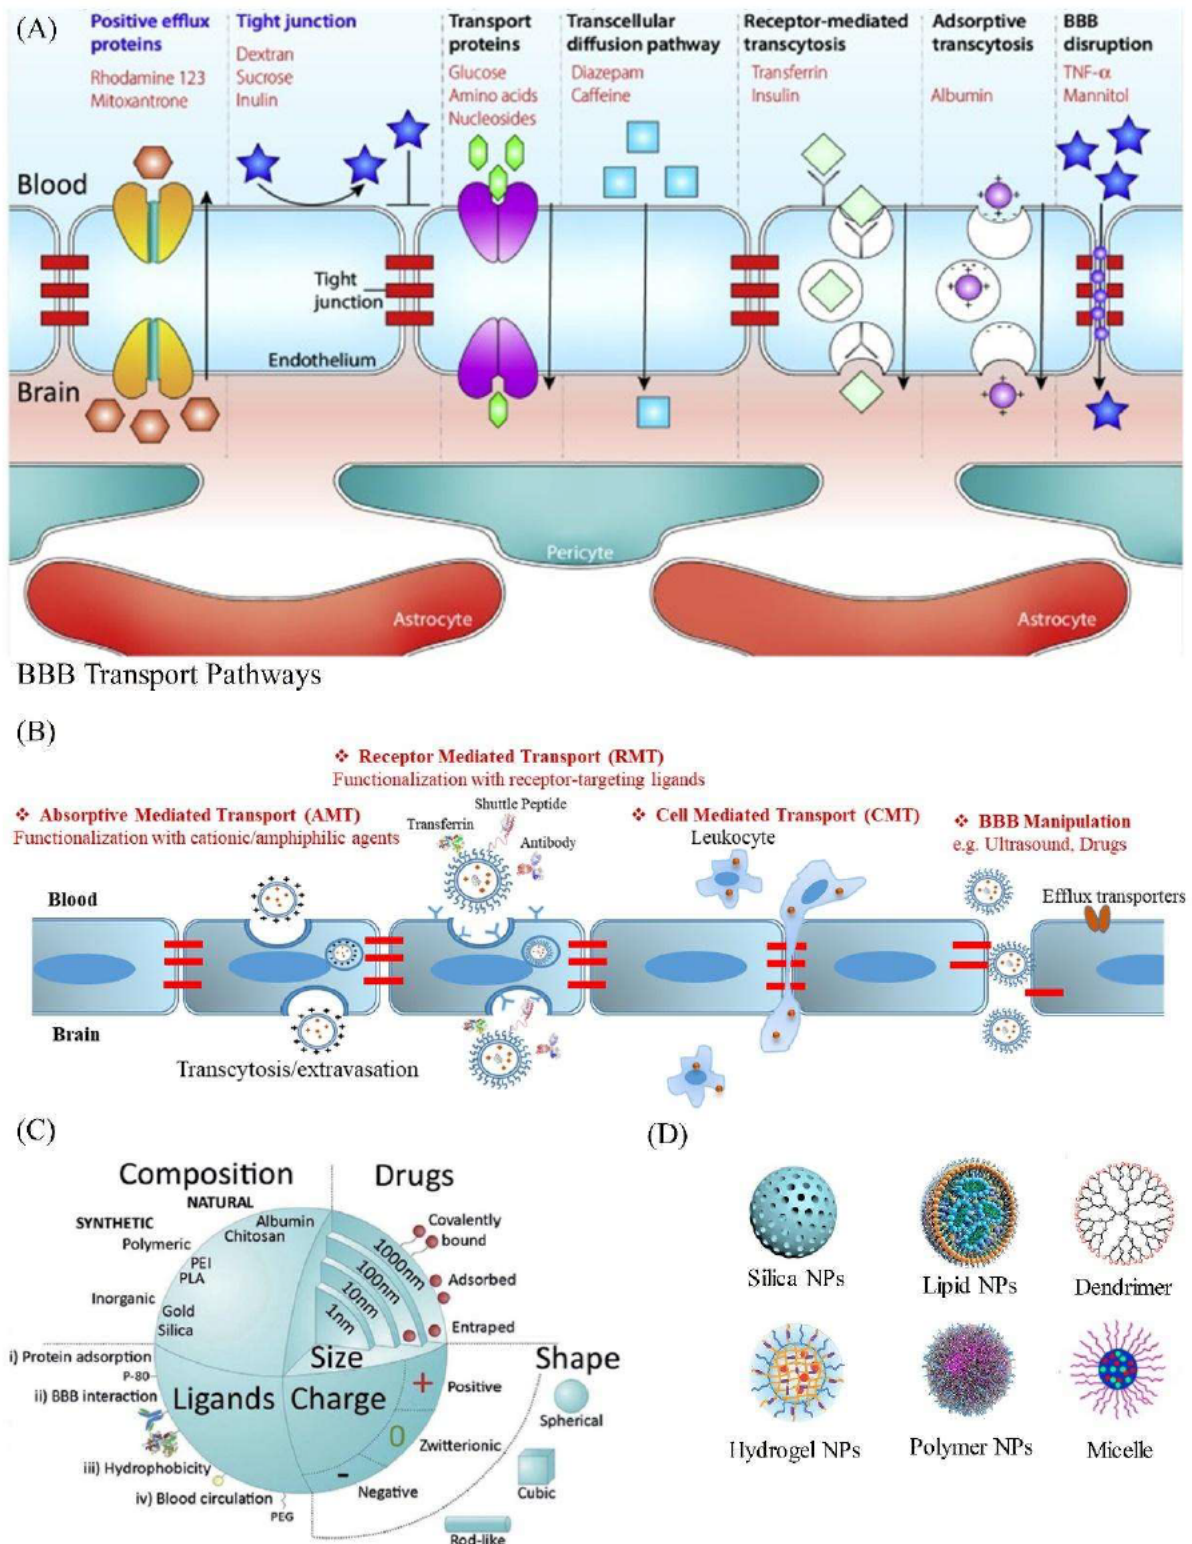 (A)
Positive efflux
proteins
Rhodamine 123
Mitoxantrone
Tight junction
Dextran
Sucrose
Inulin
Transport
proteins
Glucose
Amino acids
Nucleosides
Transcellular
diffusion pathway
Diazepam
Caffeine
Receptor-mediated
transcytosis
Transferrin
Insulin
Adsorptive
transcytosis
Albumin
BBB
disruption
TNF-α
Mannitol
Blood
Tight
junction
Endothelium
Brain
Pericyte
Astrocyte
Astrocyte
BBB Transport Pathways
(B)
❖ Receptor Mediated Transport (RMT)
Functionalization with receptor-targeting ligands
❖ Absorptive Mediated Transport (AMT)
Functionalization with cationic/amphiphilic agents
Shuttle Peptide
Transferrin
Antibody
❖ Cell Mediated Transport (CMT)
Leukocyte
❖ BBB Manipulation
e.g. Ultrasound, Drugs
Efflux transporters
Blood
Brain
Transcytosis/extravasation
(C)
Composition
NATURAL
Albumin
Chitosan
SYNTHETIC
Polymeric
PEI
PLA
Inorganic
Gold
Silica
Drugs
Covalently
bound
Adsorbed
Entraped
1000nm
100nm
10nm
1nm
Size
i) Protein adsorption
P-80
ii) BBB interaction
Ligands
iii) Hydrophobicity
iv) Blood circulation
PEG
Charge
+ Positive
0 Zwitterionic
- Negative
Shape
Spherical
Cubic
Rod-like
(D)
Silica NPs
Lipid NPs
Dendrimer
Hydrogel NPs
Polymer NPs
Micelle